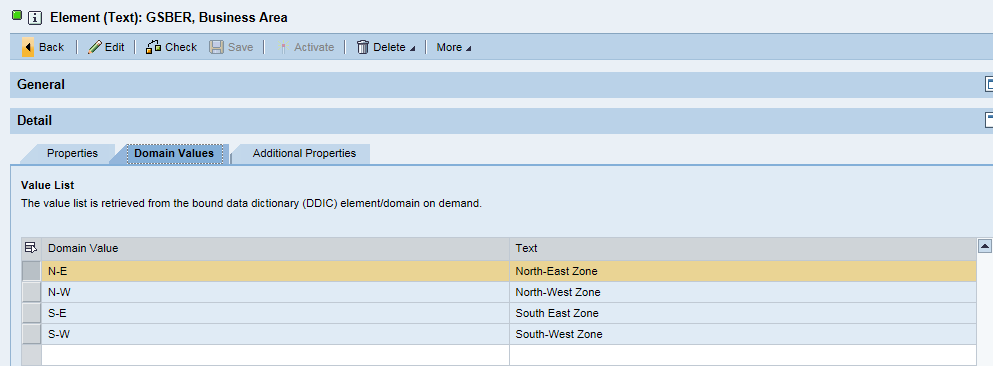 Element (Text): GSBER, Business Area
Back Edit Check Save Activate Delete More
General
Detail
Properties Domain Values Additional Properties
Value List
The value list is retrieved from the bound data dictionary (DDIC) element/domain on demand.
Domain Value Text
N-E North-East Zone
N-W North-West Zone
S-E South East Zone
S-W South-West Zone